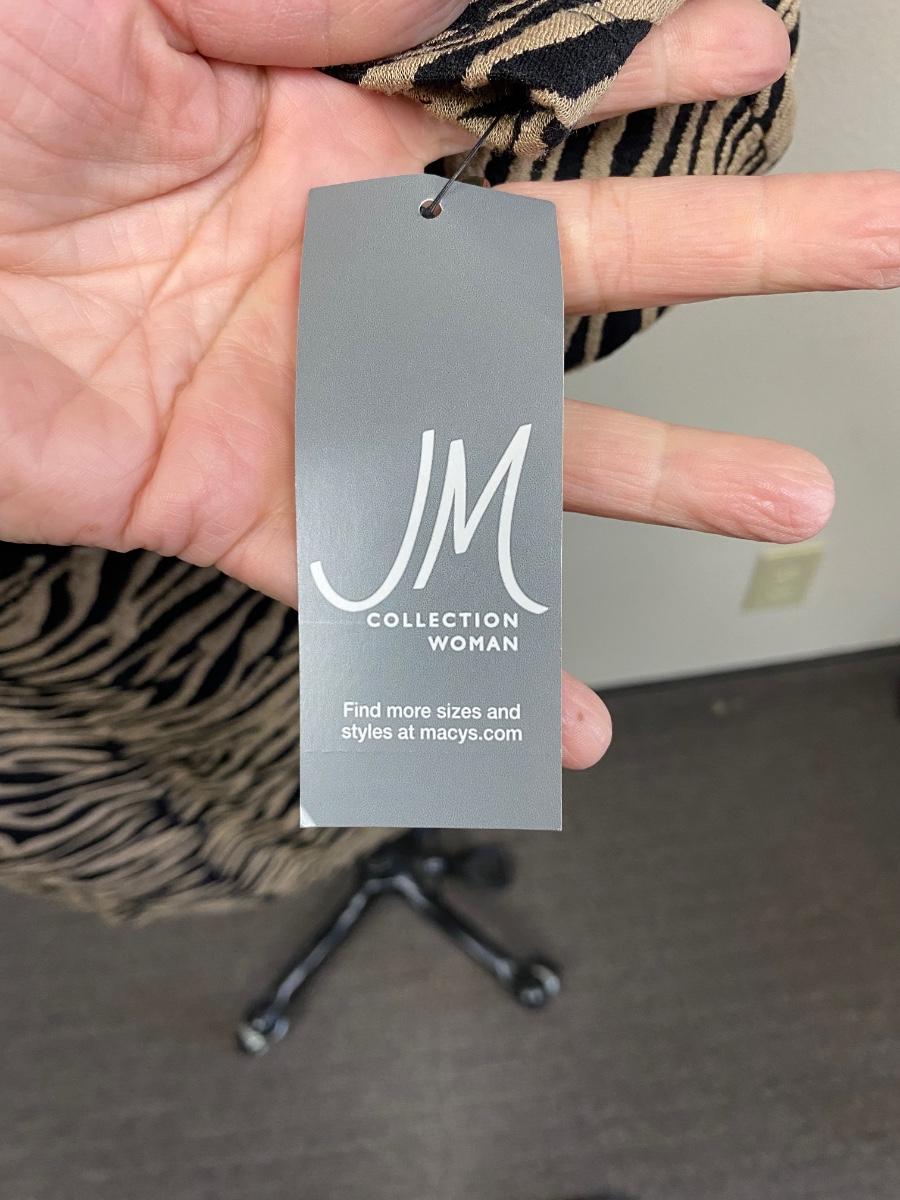 JM
COLLECTION
WOMAN
Find more sizes and
styles at macys.com